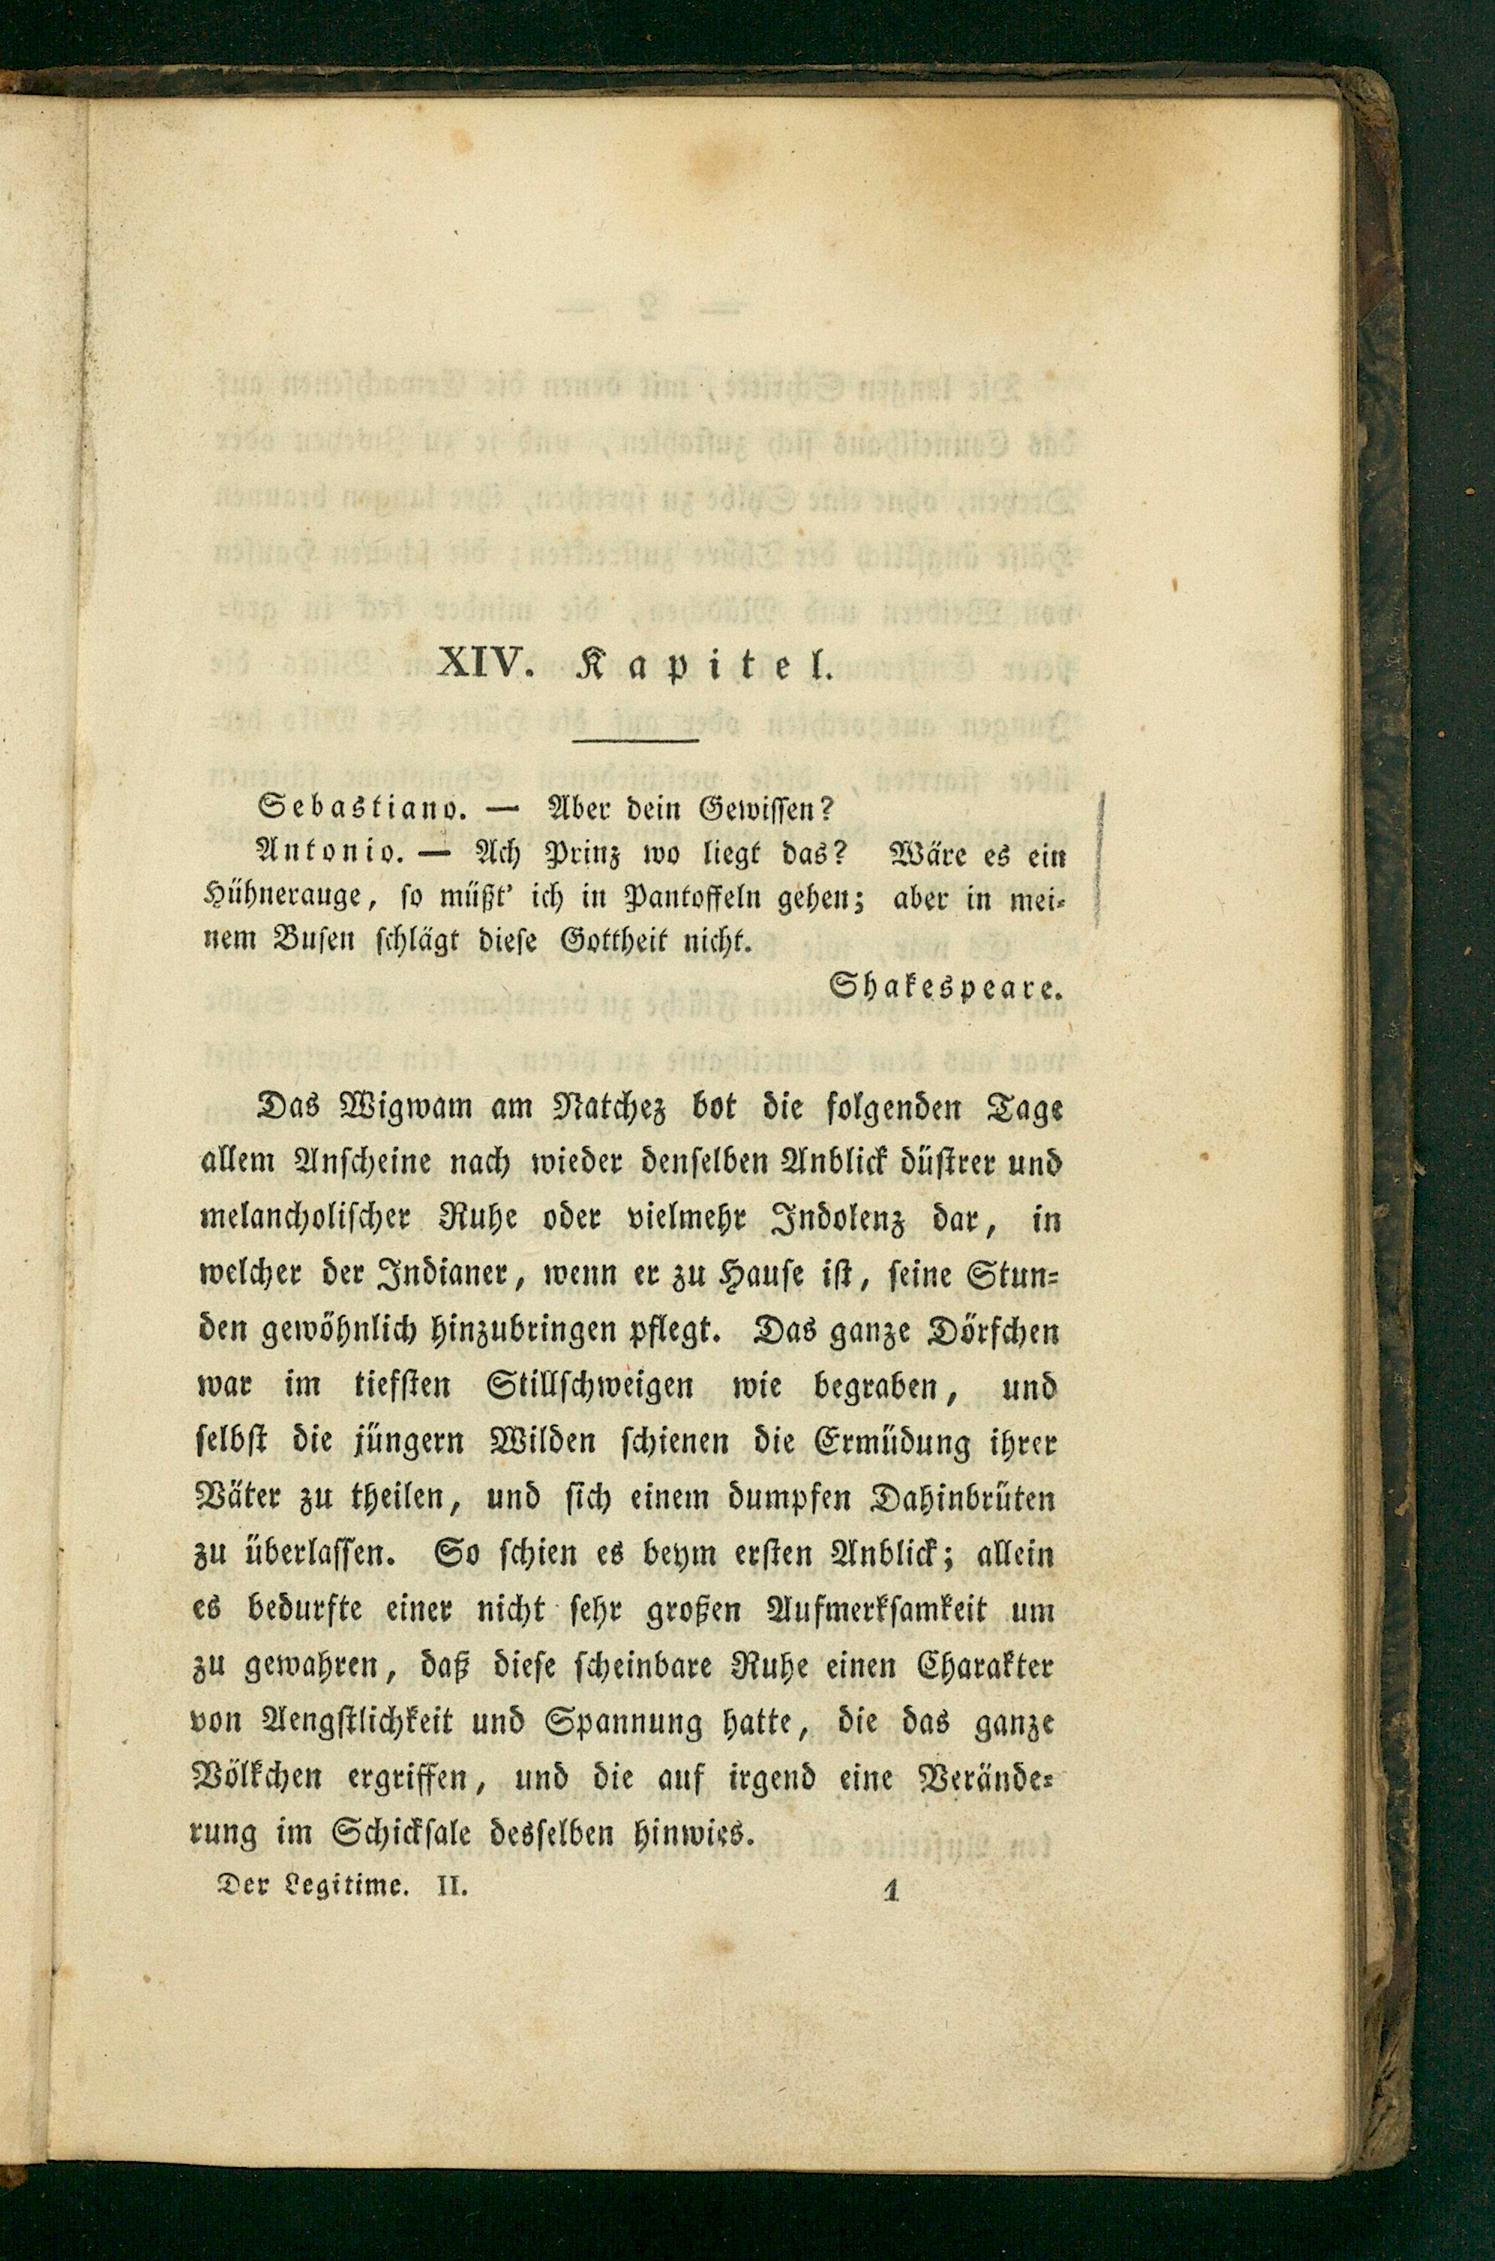 XIV. Kapitel.
Sebastiano. — Aber dein Gewissen?
Antonio. — Ach Prinz wo liegt das? Wäre es ein
Hühnerauge, so müßt' ich in Pantoffeln gehen; aber in mei-
nem Busen schlägt diese Gottheit nicht.
Shakespeare.
Das Wigwam am Natchez bot die folgenden Tage
allem Anscheine nach wieder denselben Anblick düstrer und
melancholischer Ruhe oder vielmehr Indolenz dar, in
welcher der Indianer, wenn er zu Hause ist, seine Stun-
den gewöhnlich hinzubringen pflegt. Das ganze Dörfchen
war im tiefsten Stillschweigen wie begraben, und
selbst die jüngern Wilden schienen die Ermüdung ihrer
Väter zu theilen, und sich einem dumpfen Dahinbrüten
zu überlassen. So schien es beym ersten Anblick; allein
es bedurfte einer nicht sehr großen Aufmerksamkeit um
zu gewahren, daß diese scheinbare Ruhe einen Charakter
von Aengstlichkeit und Spannung hatte, die das ganze
Völkchen ergriffen, und die auf irgend eine Verände-
rung im Schicksale desselben hinwies.
Der Legitime. II. 1